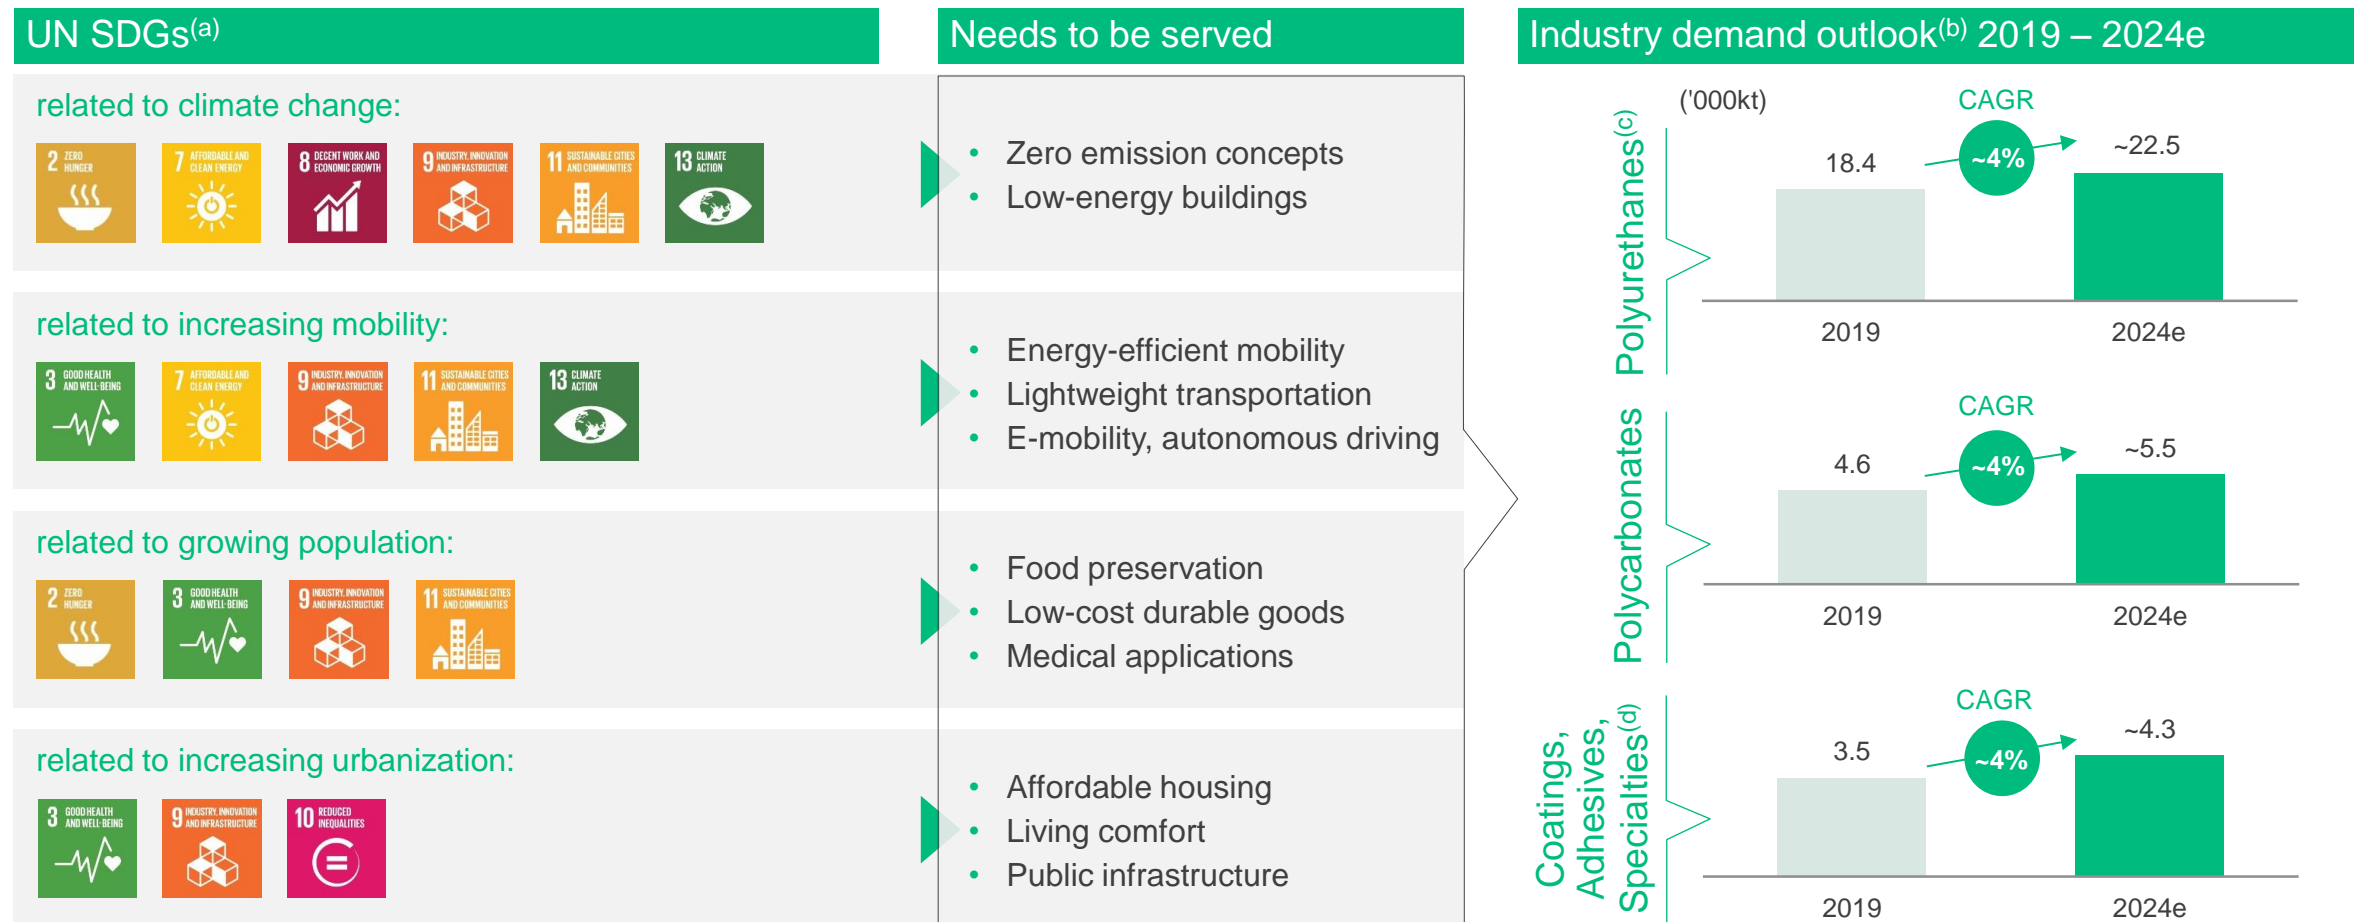 UN SDGs(a)
Needs to be served
Industry demand outlook(b) 2019 – 2024e
related to climate change:
2 ZERO
HUNGER
7 AFFORDABLE AND
CLEAN ENERGY
8 DECENT WORK AND
ECONOMIC GROWTH
9 INDUSTRY, INNOVATION
AND INFRASTRUCTURE
11 SUSTAINABLE CITIES
AND COMMUNITIES
13 CLIMATE
ACTION
• Zero emission concepts
• Low-energy buildings
related to increasing mobility:
3 GOOD HEALTH
AND WELL-BEING
7 AFFORDABLE AND
CLEAN ENERGY
9 INDUSTRY, INNOVATION
AND INFRASTRUCTURE
11 SUSTAINABLE CITIES
AND COMMUNITIES
13 CLIMATE
ACTION
• Energy-efficient mobility
• Lightweight transportation
• E-mobility, autonomous driving
related to growing population:
2 ZERO
HUNGER
3 GOOD HEALTH
AND WELL-BEING
9 INDUSTRY, INNOVATION
AND INFRASTRUCTURE
11 SUSTAINABLE CITIES
AND COMMUNITIES
• Food preservation
• Low-cost durable goods
• Medical applications
related to increasing urbanization:
3 GOOD HEALTH
AND WELL-BEING
9 INDUSTRY, INNOVATION
AND INFRASTRUCTURE
10 REDUCED
INEQUALITIES
• Affordable housing
• Living comfort
• Public infrastructure
Polyurethanes(c)
('000kt)
CAGR
18.4
~4%
~22.5
2019
2024e
Polycarbonates
CAGR
4.6
~4%
~5.5
2019
2024e
Coatings,
Adhesives,
Specialties(d)
CAGR
3.5
~4%
~4.3
2019
2024e